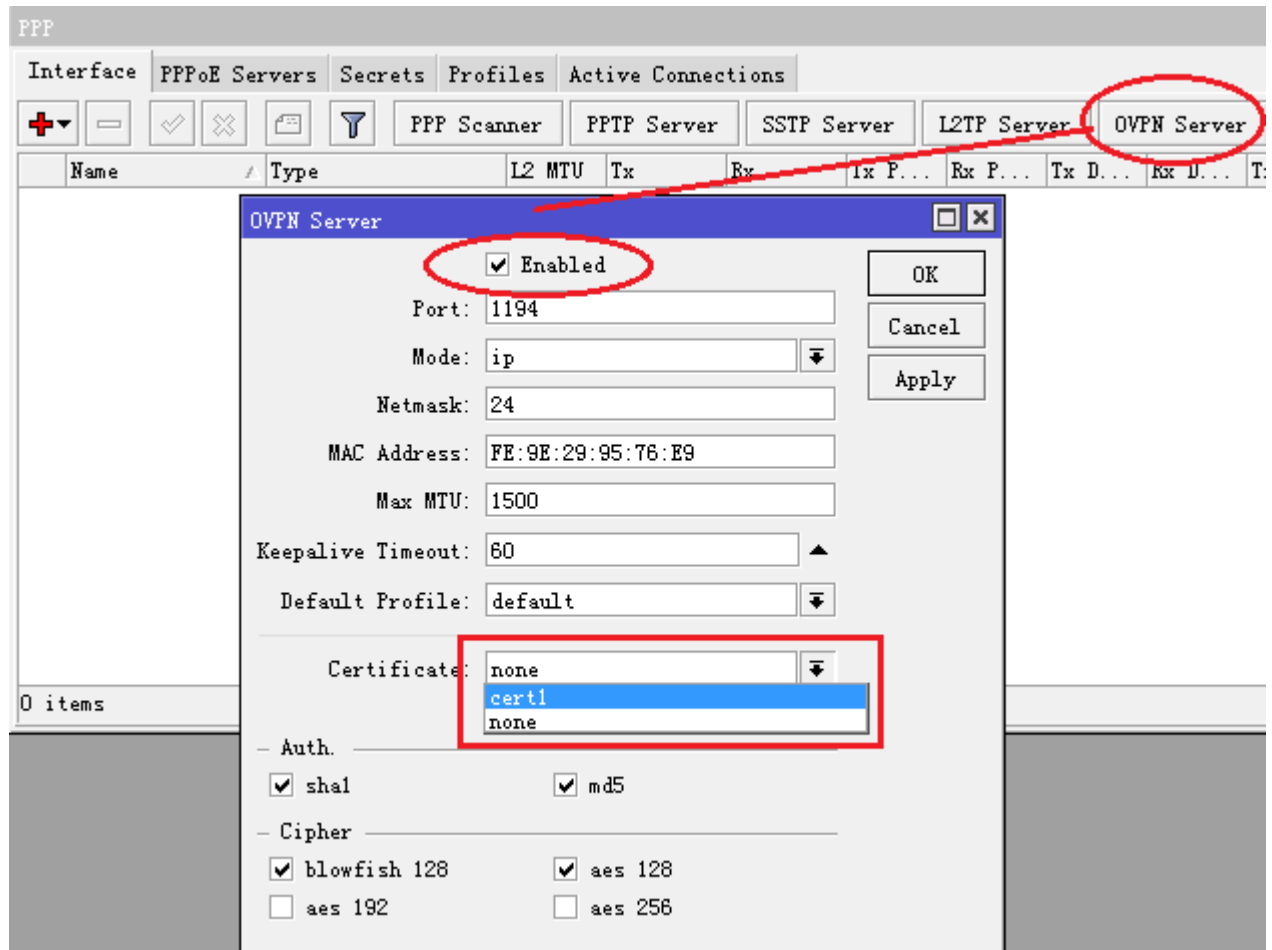 PPP
Interface PPPoE Servers Secrets Profiles Active Connections
PPP Scanner PPTP Server SSTP Server L2TP Server OVPN Server
Name Type L2 MTU Tx Rx Tx P... Rx P... Tx D... Rx D...
OVPN Server
Enabled
OK
Port: 1194
Cancel
Mode: ip
Apply
Netmask: 24
MAC Address: FE:9E:29:95:76:E9
Max MTU: 1500
Keepalive Timeout: 60
Default Profile: default
Certificate: none
cert1
none
0 items
Auth.
sha1 md5
Cipher
blowfish 128 aes 128
aes 192 aes 256